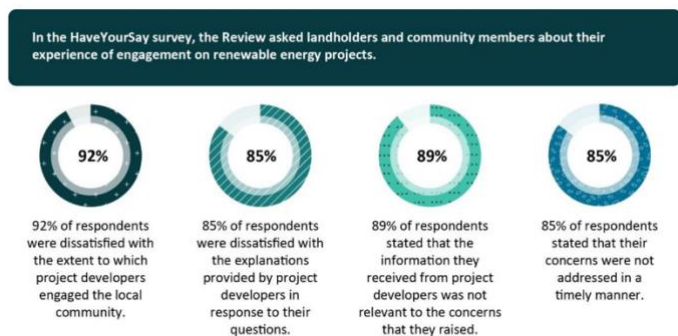 In the HaveYourSay survey, the Review asked landholders and community members about their
experience of engagement on renewable energy projects.
92%
85%
89%
85%
92% of respondents
were dissatisfied with
the extent to which
project developers
engaged the local
community.
85% of respondents
were dissatisfied with
the explanations
provided by project
developers in
response to their
questions.
89% of respondents
stated that the
information they
received from project
developers was not
relevant to the concerns
that they raised.
85% of respondents
stated that their
concerns were not
addressed in a
timely manner.